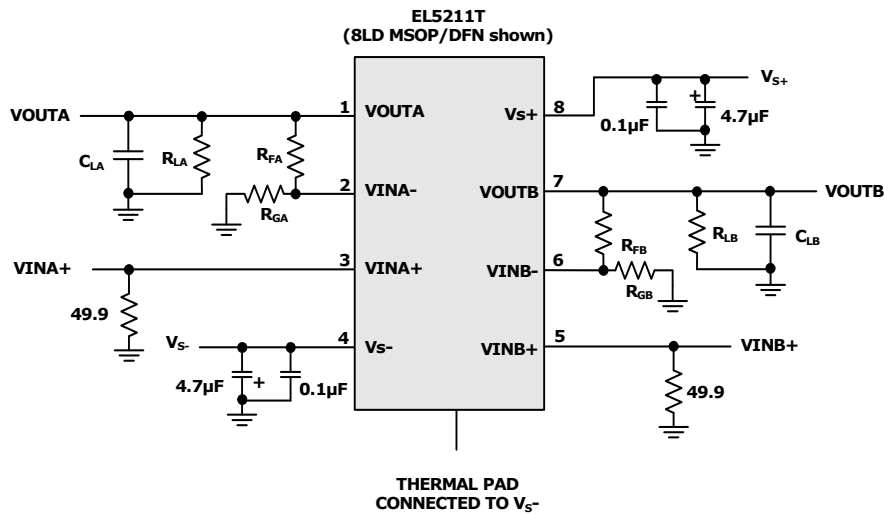 EL5211T
(8LD MSOP/DFN shown)
VOUTA
1
VOUTA
Vs+
8
VS+
0.1µF
+
4.7µF
CLA
RLA
RFA
2
VINA-
RGA
VOUTB
7
VOUTB
RFB
RLB
CLB
VINB-
6
RGB
VINA+
3
VINA+
49.9
VS-
4
Vs-
VINB+
5
VINB+
4.7µF
+
0.1µF
49.9
THERMAL PAD
CONNECTED TO VS-